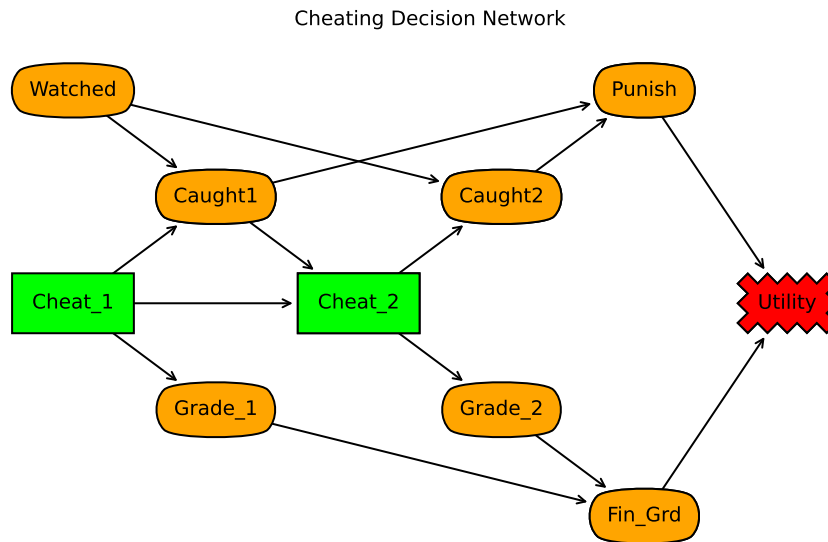 Cheating Decision Network
Watched
Punish
Caught1
Caught2
Cheat_1
Cheat_2
Utility
Grade_1
Grade_2
Fin_Grd